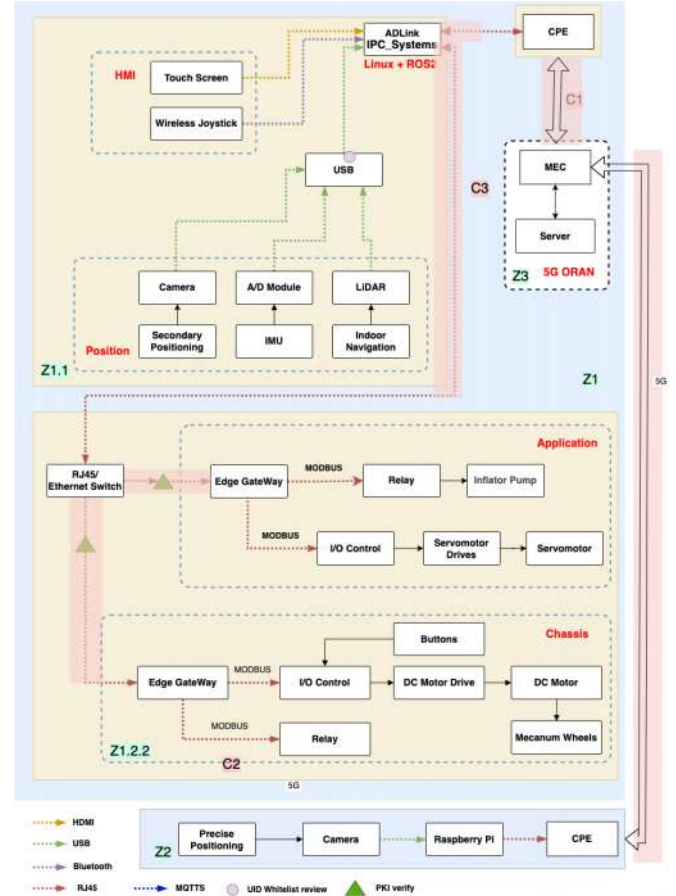 ADLink
IPC_Systems
Linux + ROS2
CPE
HMI
Touch Screen
Wireless Joystick
C1
USB
MEC
C3
Server
Z3
5G ORAN
Camera
A/D Module
LiDAR
Position
Secondary
Positioning
IMU
Indoor
Navigation
Z1.1
Z1
5G
Application
RJ45/
Ethernet Switch
Edge GateWay
MODBUS
Relay
Inflator Pump
MODBUS
I/O Control
Servomotor
Drives
Servomotor
Buttons
Chassis
Edge GateWay
MODBUS
I/O Control
DC Motor Drive
DC Motor
MODBUS
Relay
Mecanum Wheels
Z1.2.2
C2
5G
HDMI
USB
Bluetooth
RJ45
MQTTS
UID Whitelist review
PKI verify
Z2
Precise
Positioning
Camera
Raspberry Pi
CPE